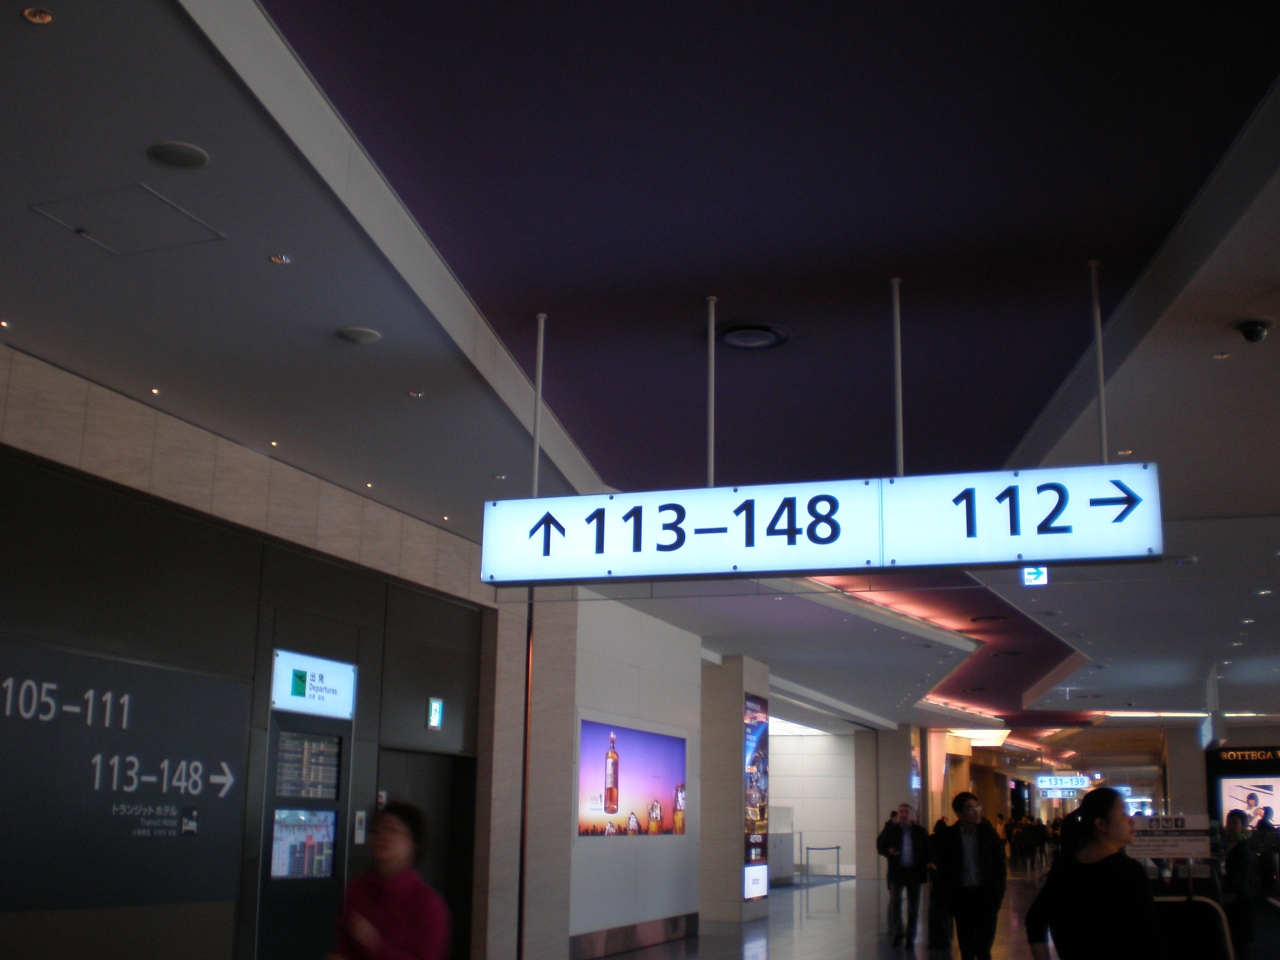 ↑ 113–148 112 →
105–111
113–148 →
トランジットホテル
Transit Hotel
出発
Departures
←131–139
BOTTEGA